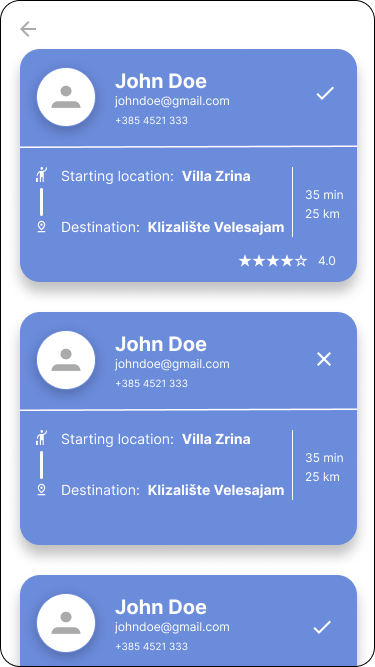 John Doe
johndoe@gmail.com
+385 4521 333
Starting location: Villa Zrina
35 min
25 km
Destination: Klizalište Velesajam
4.0
John Doe
johndoe@gmail.com
+385 4521 333
Starting location: Villa Zrina
35 min
25 km
Destination: Klizalište Velesajam
John Doe
johndoe@gmail.com
+385 4521 333